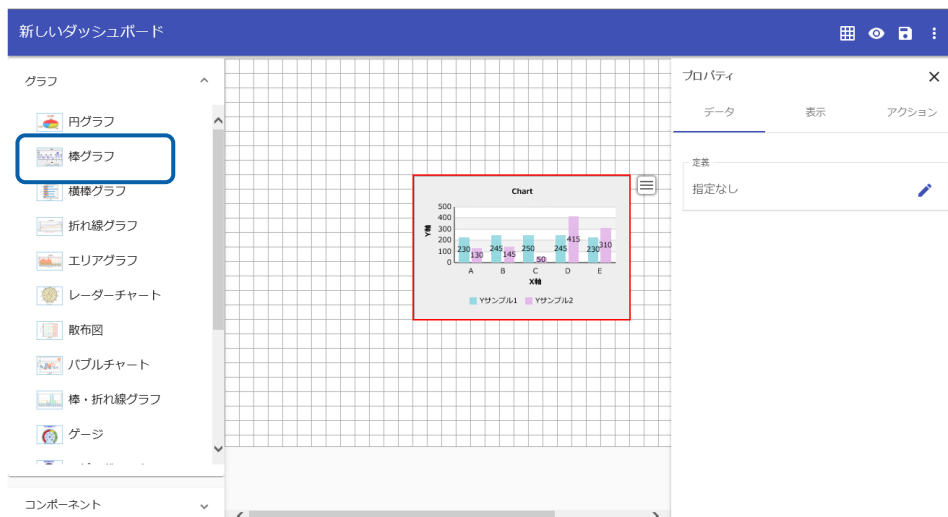 新しいダッシュボード
グラフ
円グラフ
棒グラフ
横棒グラフ
折れ線グラフ
エリアグラフ
レーダーチャート
散布図
バブルチャート
棒・折れ線グラフ
ゲージ
コンポーネント
Chart
Y軸
500
400
300
200
100
0
230
130
245
145
250
50
245
415
230
310
A B C D E
X軸
Yサンプル1 Yサンプル2
プロパティ
データ 表示 アクション
定義
指定なし